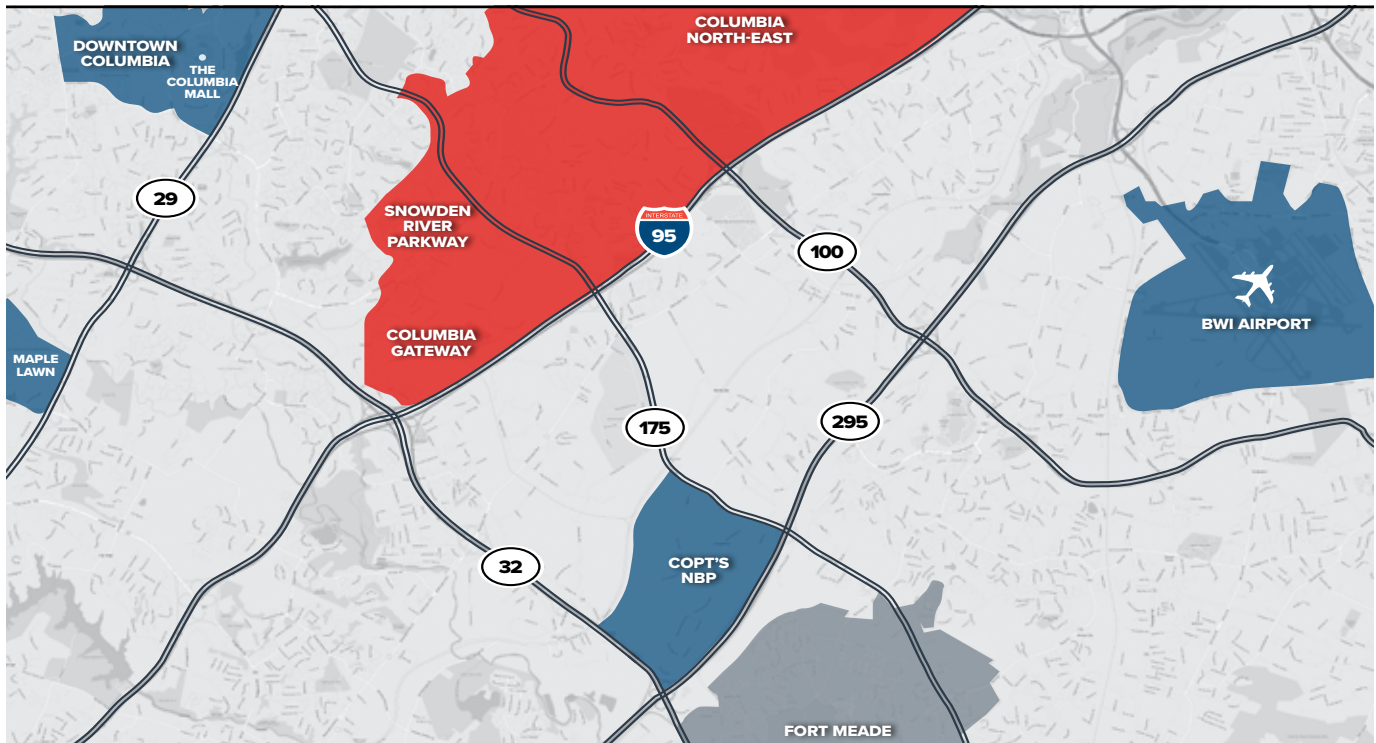 COLUMBIA
NORTH-EAST
DOWNTOWN
COLUMBIA
THE
COLUMBIA
MALL
29
SNOWDEN
RIVER
PARKWAY
INTERSTATE
95
100
BWI AIRPORT
COLUMBIA
GATEWAY
MAPLE
LAWN
175
295
32
COPT'S
NBP
FORT MEADE